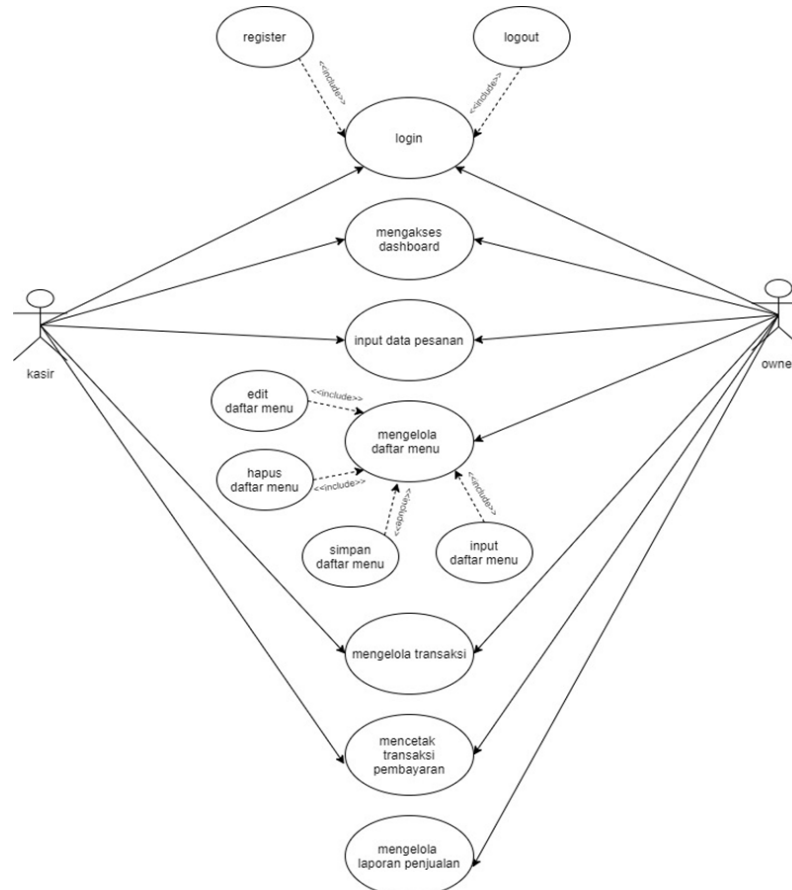 register
logout
<<include>>
<<include>>
login
mengakses
dashboard
input data pesanan
kasir
owne
edit
daftar menu
<<include>>
mengelola
daftar menu
hapus
daftar menu
<<include>>
<<include>>
<<include>>
simpan
daftar menu
input
daftar menu
mengelola transaksi
mencetak
transaksi
pembayaran
mengelola
laporan penjualan